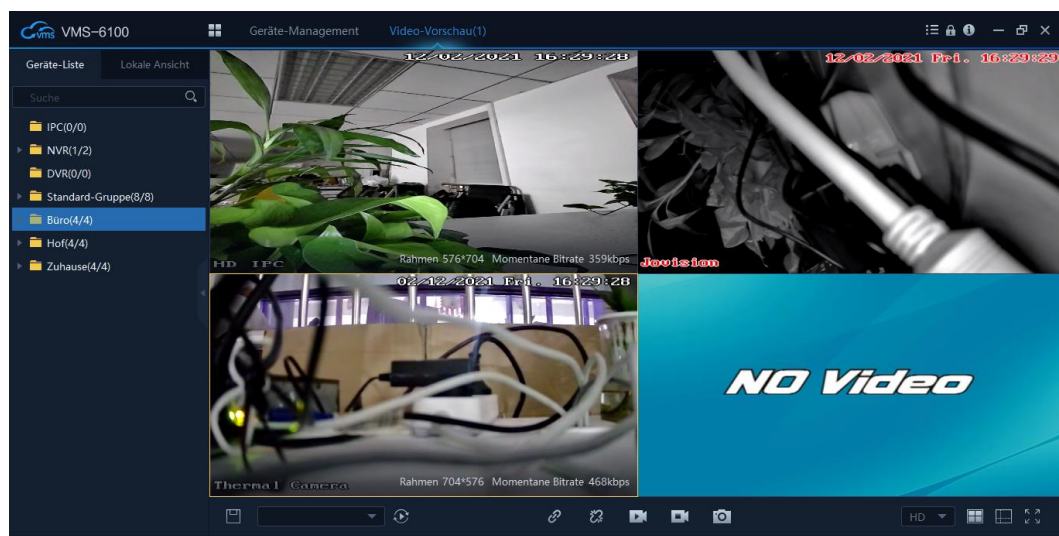 vms VMS-6100
Geräte-Management
Video-Vorschau(1)
Geräte-Liste
Lokale Ansicht
Suche
IPC(0/0)
NVR(1/2)
DVR(0/0)
Standard-Gruppe(8/8)
Büro(4/4)
Hof(4/4)
Zuhause(4/4)
12/02/2021 16:29:28
HD IPC
Rahmen 576*704 Momentane Bitrate 359kbps
12/02/2021 Fri. 16:29:29
Jovision
02/12/2021 Fri. 16:29:28
Thermal Camera
Rahmen 704*576 Momentane Bitrate 468kbps
NO Video
HD